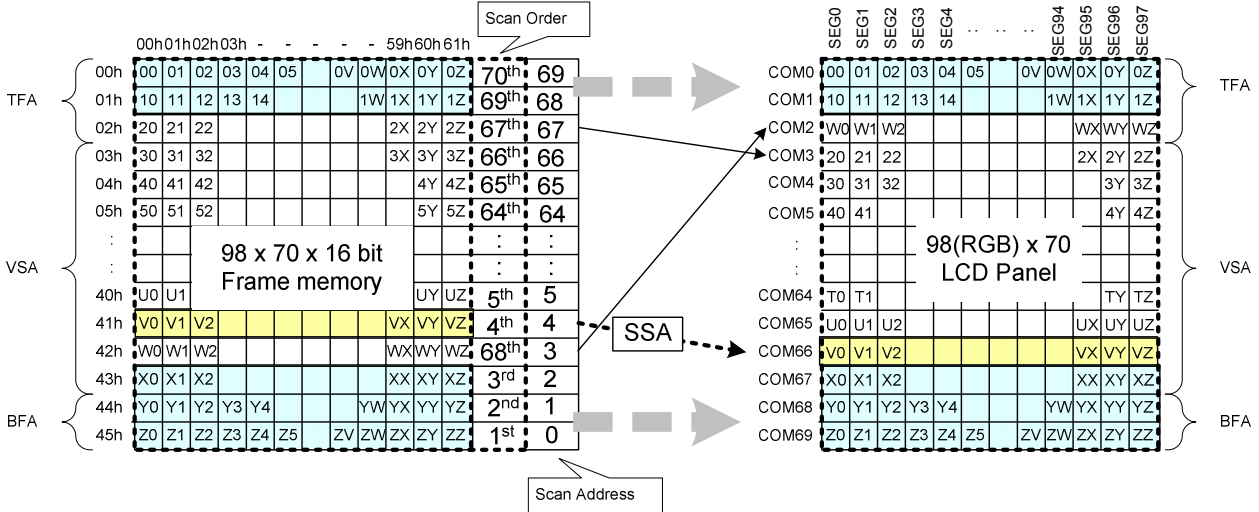 Scan Order
SEG0 SEG1 SEG2 SEG3 SEG4 .. .. SEG94 SEG95 SEG96 SEG97
00h 01h 02h 03h - - - - - 59h 60h 61h
00h 00 01 02 03 04 05 0V 0W 0X 0Y 0Z 70th 69 COM0 00 01 02 03 04 05 0V 0W 0X 0Y 0Z
TFA 01h 10 11 12 13 14 1W 1X 1Y 1Z 69th 68 COM1 10 11 12 13 14 1W 1X 1Y 1Z TFA
02h 20 21 22 2X 2Y 2Z 67th 67 COM2 W0 W1 W2 WX WY WZ
03h 30 31 32 3X 3Y 3Z 66th 66 COM3 20 21 22 2X 2Y 2Z
04h 40 41 42 4Y 4Z 65th 65 COM4 30 31 32 3Y 3Z
05h 50 51 52 5Y 5Z 64th 64 COM5 40 41 4Y 4Z
: : : :
98 x 70 x 16 bit
Frame memory
98(RGB) x 70
LCD Panel
VSA : : : : VSA
40h U0 U1 UY UZ 5th 5 COM64 T0 T1 TY TZ
41h V0 V1 V2 VX VY VZ 4th 4 SSA COM65 U0 U1 U2 UX UY UZ
42h W0 W1 W2 WX WY WZ 68th 3 COM66 V0 V1 V2 VX VY VZ
43h X0 X1 X2 XX XY XZ 3rd 2 COM67 X0 X1 X2 XX XY XZ
44h Y0 Y1 Y2 Y3 Y4 YW YX YY YZ 2nd 1 COM68 Y0 Y1 Y2 Y3 Y4 YW YX YY YZ
BFA BFA
45h Z0 Z1 Z2 Z3 Z4 Z5 ZV ZW ZX ZY ZZ 1st 0 COM69 Z0 Z1 Z2 Z3 Z4 Z5 ZV ZW ZX ZY ZZ
Scan Address